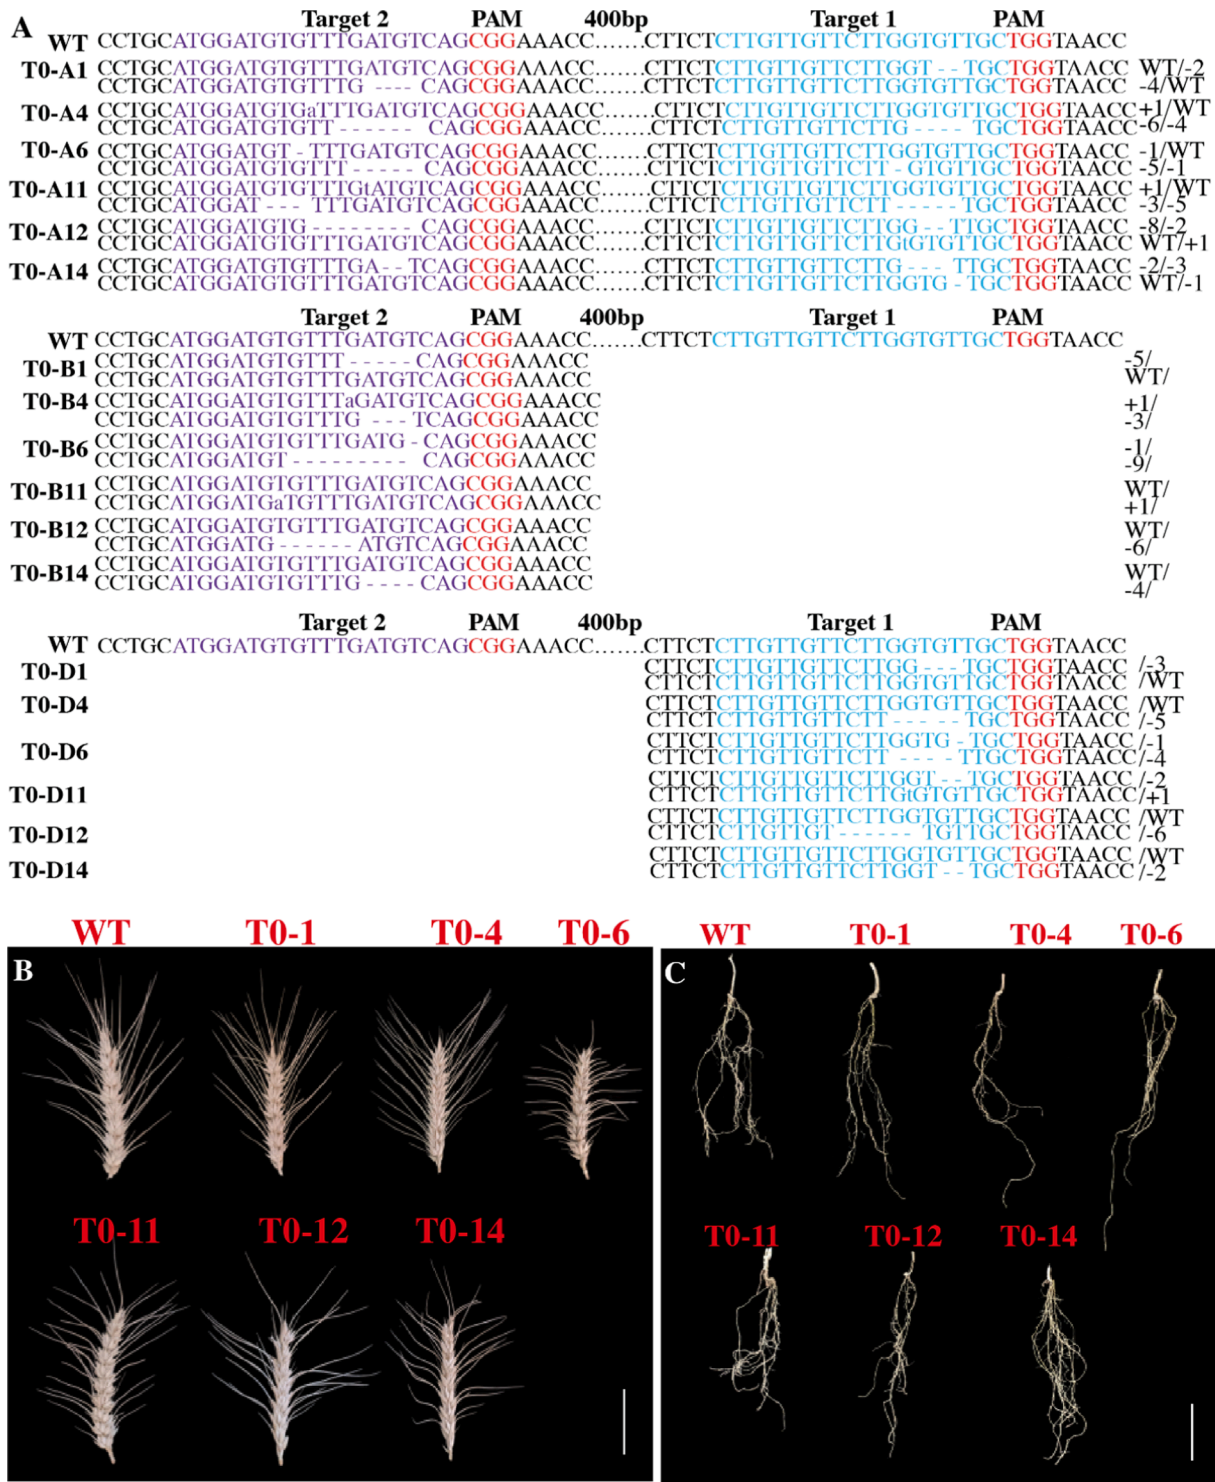 A
Target 2 PAM 400bp Target 1 PAM
WT CCTGCATGGATGTGTTTGATGTCAGCGGAAACC.......CTTCTCTTGTTGTTCTTGGTGTTGCTGGTAACC
T0-A1 CCTGCATGGATGTGTTTGATGTCAGCGGAAACC.......CTTCTCTTGTTGTTCTTGGT--TGCTGGTAACC WT/-2
CCTGCATGGATGTGTTTG----CAGCGGAAACC.......CTTCTCTTGTTGTTCTTGGTGTTGCTGGTAACC -4/WT
T0-A4 CCTGCATGGATGTGaTTTGATGTCAGCGGAAACC.......CTTCTCTTGTTGTTCTTGGTGTTGCTGGTAACC +1/WT
CCTGCATGGATGTGTT-------CAGCGGAAACC.......CTTCTCTTGTTGTTCTTG----TGCTGGTAACC -6/-4
T0-A6 CCTGCATGGATGT-TTTGATGTCAGCGGAAACC.......CTTCTCTTGTTGTTCTTGGTGTTGCTGGTAACC -1/WT
CCTGCATGGATGTGTTT-----CAGCGGAAACC.......CTTCTCTTGTTGTTCTT-GTGTTGCTGGTAACC -5/-1
T0-A11 CCTGCATGGATGTGTTTGtATGTCAGCGGAAACC.......CTTCTCTTGTTGTTCTTGGTGTTGCTGGTAACC +1/WT
CCTGCATGGAT---TTTGATGTCAGCGGAAACC.......CTTCTCTTGTTGTTCTT-----TGCTGGTAACC -3/-5
T0-A12 CCTGCATGGATGTG--------CAGCGGAAACC.......CTTCTCTTGTTGTTCTTGG--TTGCTGGTAACC -8/-2
CCTGCATGGATGTGTTTGATGTCAGCGGAAACC.......CTTCTCTTGTTGTTCTTGGtGTGTTGCTGGTAACC WT/+1
T0-A14 CCTGCATGGATGTGTTTGA--TCAGCGGAAACC.......CTTCTCTTGTTGTTCTTG---TTGCTGGTAACC -2/-3
CCTGCATGGATGTGTTTGATGTCAGCGGAAACC.......CTTCTCTTGTTGTTCTTGGTG-TGCTGGTAACC WT/-1
Target 2 PAM 400bp Target 1 PAM
WT CCTGCATGGATGTGTTTGATGTCAGCGGAAACC.......CTTCTCTTGTTGTTCTTGGTGTTGCTGGTAACC
T0-B1 CCTGCATGGATGTGTTT-----CAGCGGAAACC -5/
CCTGCATGGATGTGTTTGATGTCAGCGGAAACC WT/
T0-B4 CCTGCATGGATGTGTTTaGATGTCAGCGGAAACC +1/
CCTGCATGGATGTGTTTG---TCAGCGGAAACC -3/
T0-B6 CCTGCATGGATGTGTTTGATG-CAGCGGAAACC -1/
CCTGCATGGATGT---------CAGCGGAAACC -9/
T0-B11 CCTGCATGGATGTGTTTGATGTCAGCGGAAACC WT/
CCTGCATGGATGaTGTTTGATGTCAGCGGAAACC +1/
T0-B12 CCTGCATGGATGTGTTTGATGTCAGCGGAAACC WT/
CCTGCATGGATG------ATGTCAGCGGAAACC -6/
T0-B14 CCTGCATGGATGTGTTTGATGTCAGCGGAAACC WT/
CCTGCATGGATGTGTTTG----CAGCGGAAACC -4/
Target 2 PAM 400bp Target 1 PAM
WT CCTGCATGGATGTGTTTGATGTCAGCGGAAACC.......CTTCTCTTGTTGTTCTTGGTGTTGCTGGTAACC
T0-D1 CTTCTCTTGTTGTTCTTGG---TGCTGGTAACC /-3
CTTCTCTTGTTGTTCTTGGTGTTGCTGGTAACC /WT
T0-D4 CTTCTCTTGTTGTTCTTGGTGTTGCTGGTAACC /WT
CTTCTCTTGTTGTTCTT-----TGCTGGTAACC /-5
T0-D6 CTTCTCTTGTTGTTCTTGGTG-TGCTGGTAACC /-1
CTTCTCTTGTTGTTCTT----TTGCTGGTAACC /-4
T0-D11 CTTCTCTTGTTGTTCTTGGT--TGCTGGTAACC /-2
CTTCTCTTGTTGTTCTTGtGTGTTGCTGGTAACC /+1
T0-D12 CTTCTCTTGTTGTTCTTGGTGTTGCTGGTAACC /WT
CTTCTCTTGTTGT------TGTTGCTGGTAACC /-6
T0-D14 CTTCTCTTGTTGTTCTTGGTGTTGCTGGTAACC /WT
CTTCTCTTGTTGTTCTTGGT--TGCTGGTAACC /-2
WT T0-1 T0-4 T0-6
B
T0-11 T0-12 T0-14
WT T0-1 T0-4 T0-6
C
T0-11 T0-12 T0-14